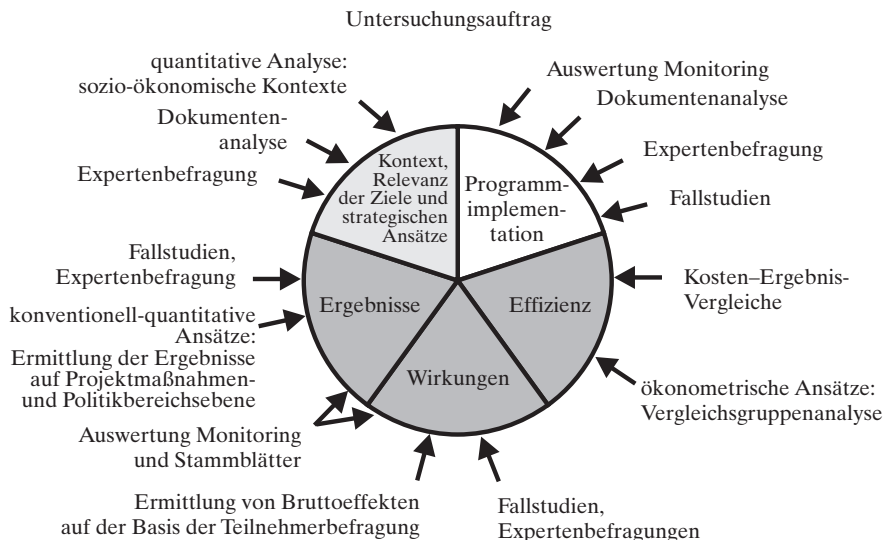 Untersuchungsauftrag
quantitative Analyse:
sozio-ökonomische Kontexte
Dokumenten-
analyse
Expertenbefragung
Auswertung Monitoring
Dokumentenanalyse
Expertenbefragung
Fallstudien
Kontext,
Relevanz
der Ziele und
strategischen
Ansätze
Programm-
implemen-
tation
Fallstudien,
Expertenbefragung
konventionell-quantitative
Ansätze:
Ermittlung der Ergebnisse
auf Projektmaßnahmen-
und Politikbereichsebene
Ergebnisse
Effizienz
Wirkungen
Kosten–Ergebnis-
Vergleiche
ökonometrische Ansätze:
Vergleichsgruppenanalyse
Auswertung Monitoring
und Stammblätter
Ermittlung von Bruttoeffekten
auf der Basis der Teilnehmerbefragung
Fallstudien,
Expertenbefragungen